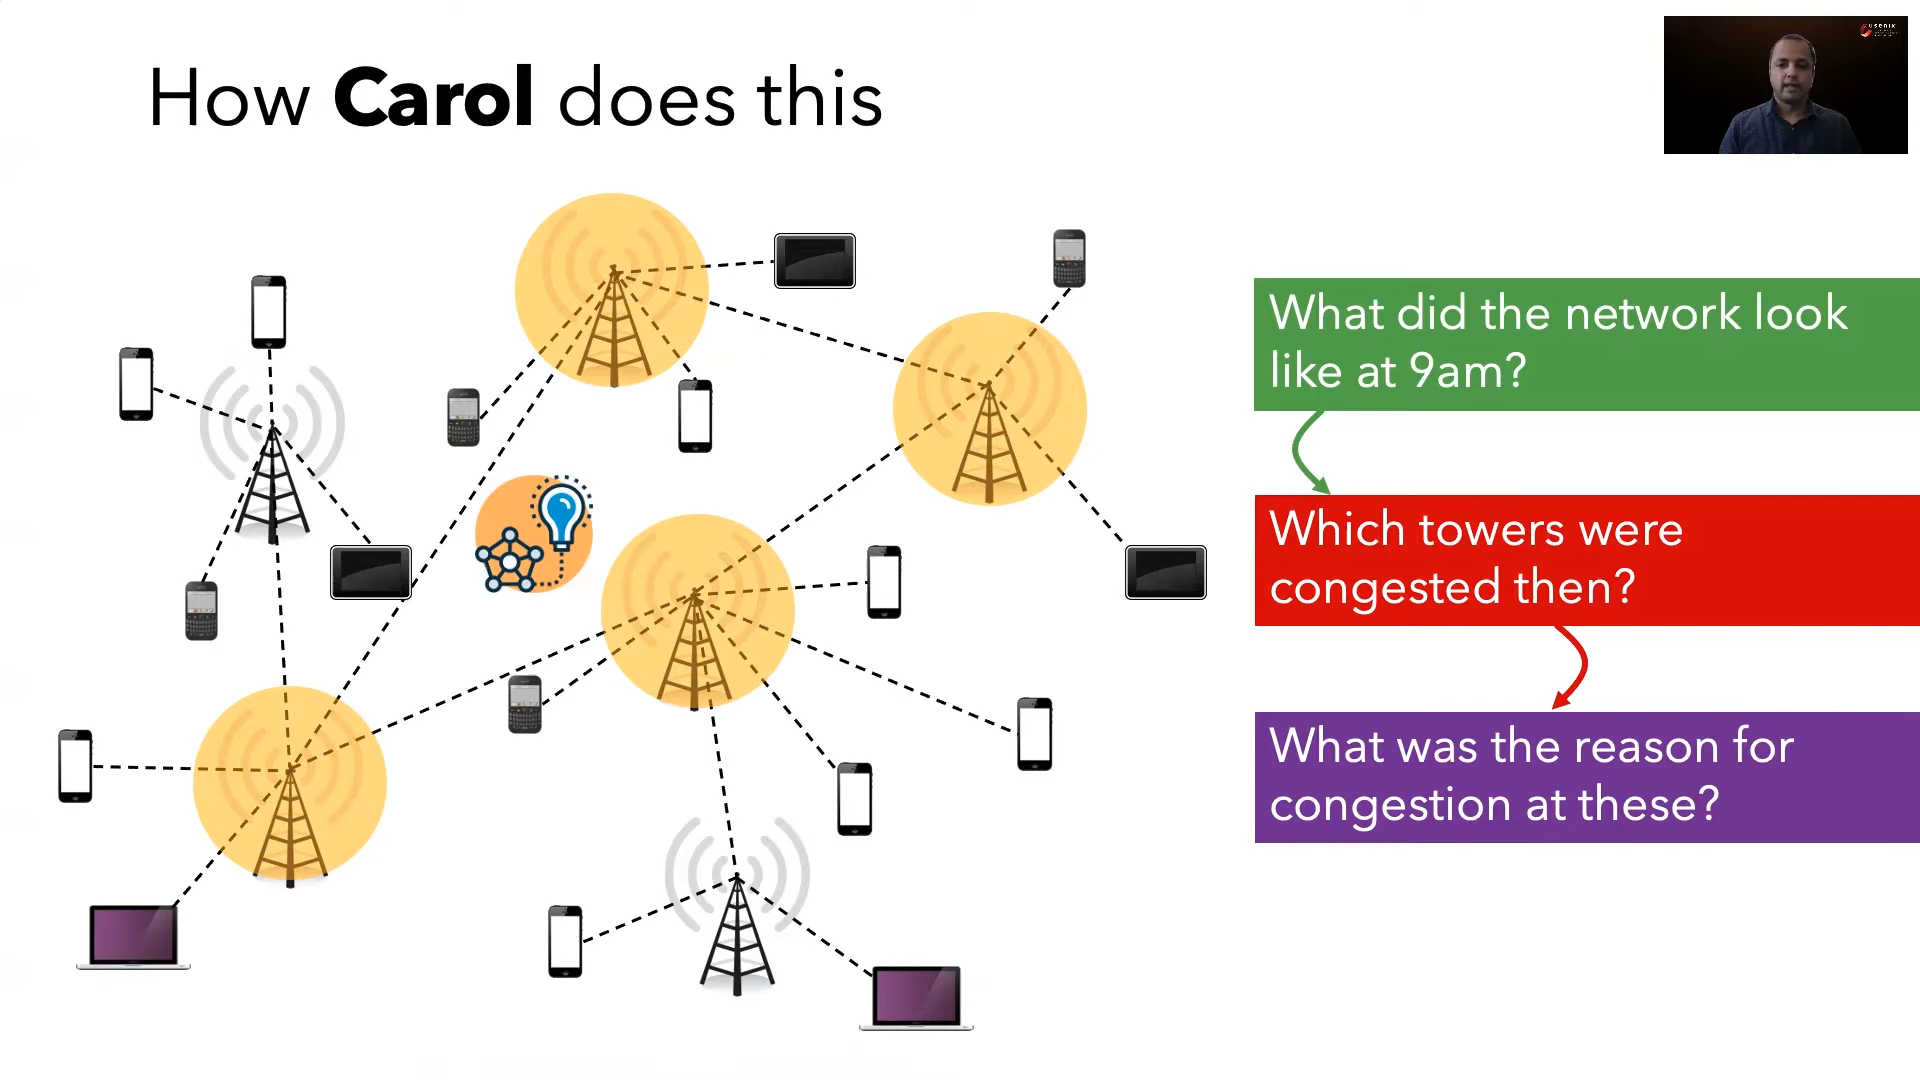 How Carol does this
usenix
What did the network look
like at 9am?
Which towers were
congested then?
What was the reason for
congestion at these?